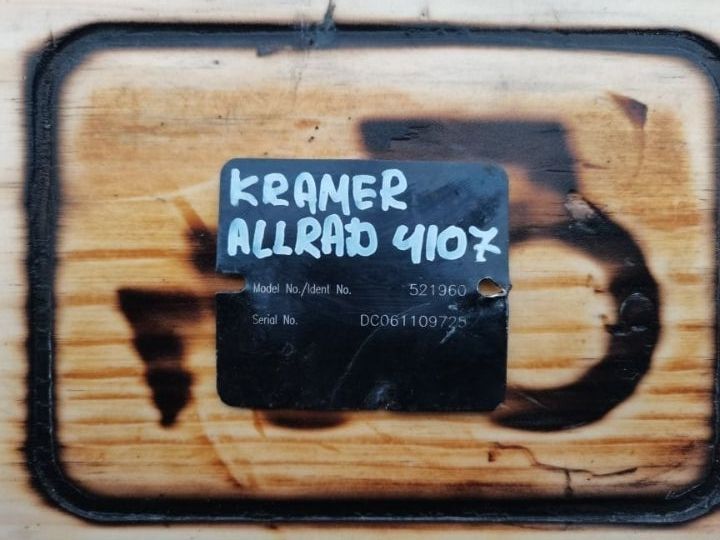 KRAMER
ALLRAD 4107
Model No./Ident No. 521960
Serial No. DC061109725